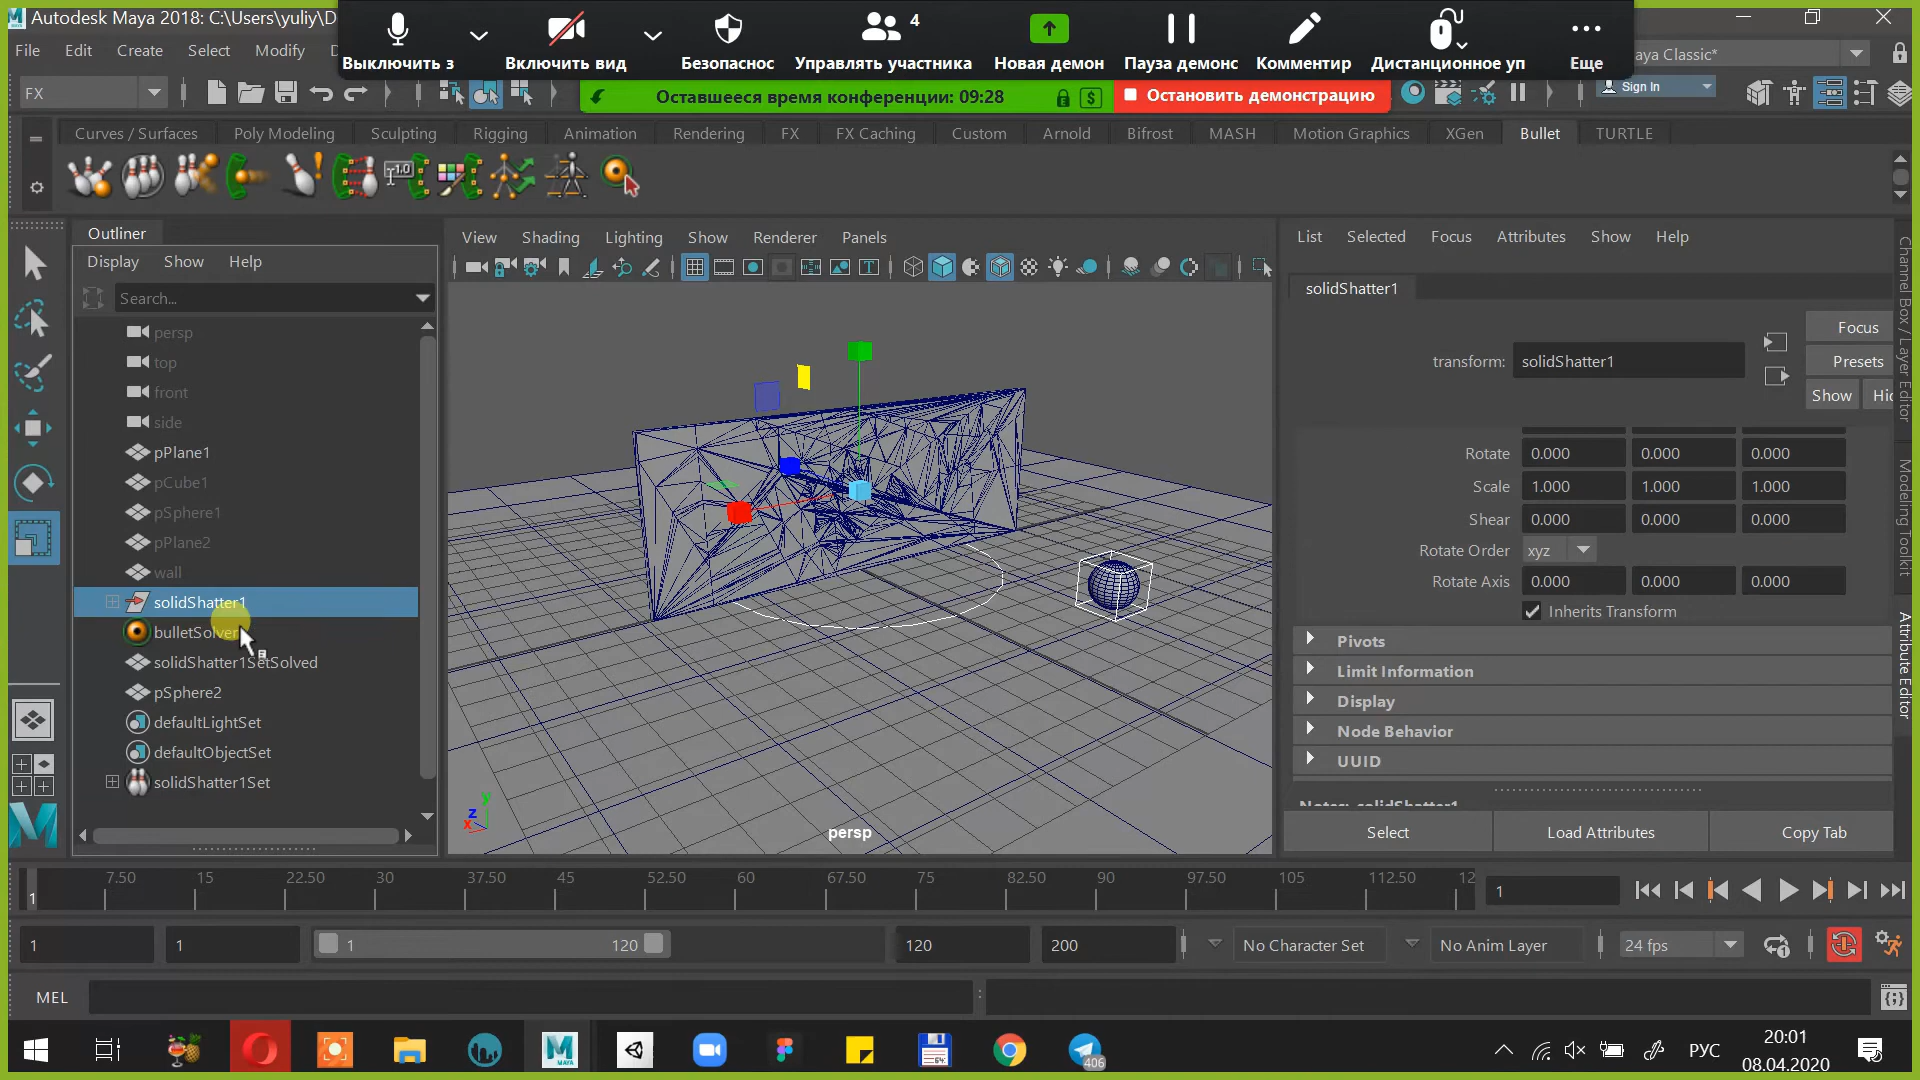 Autodesk Maya 2018: C:\Users\yuliy\D
4
Выключить з
Включить вид
Безопаснос
Управлять участника
Новая демон
Пауза демонс
Комментир
Дистанционное уп
Еще
File Edit Create Select Modify
aya Classic*
FX
Оставшееся время конференции: 09:28
Остановить демонстрацию
Sign In
Curves / Surfaces Poly Modeling Sculpting Rigging Animation Rendering FX FX Caching Custom Arnold Bifrost MASH Motion Graphics XGen Bullet TURTLE
Outliner
Display Show Help
Search...
persp
top
front
side
pPlane1
pCube1
pSphere1
pPlane2
wall
solidShatter1
bulletSolver
solidShatter1SetSolved
pSphere2
defaultLightSet
defaultObjectSet
solidShatter1Set
View Shading Lighting Show Renderer Panels
persp
y
z
x
List Selected Focus Attributes Show Help
solidShatter1
transform: solidShatter1
Focus
Presets
Show
Rotate 0.000 0.000 0.000
Scale 1.000 1.000 1.000
Shear 0.000 0.000 0.000
Rotate Order xyz
Rotate Axis 0.000 0.000 0.000
Inherits Transform
Pivots
Limit Information
Display
Node Behavior
UUID
Notes: solidShatter1
Select Load Attributes Copy Tab
Channel Box / Layer Editor
Modeling Toolkit
Attribute Editor
1 7.50 15 22.50 30 37.50 45 52.50 60 67.50 75 82.50 90 97.50 105 112.50 12
1
1 1 1 120 120 200 No Character Set No Anim Layer 24 fps
MEL
406
РУС
20:01
08.04.2020